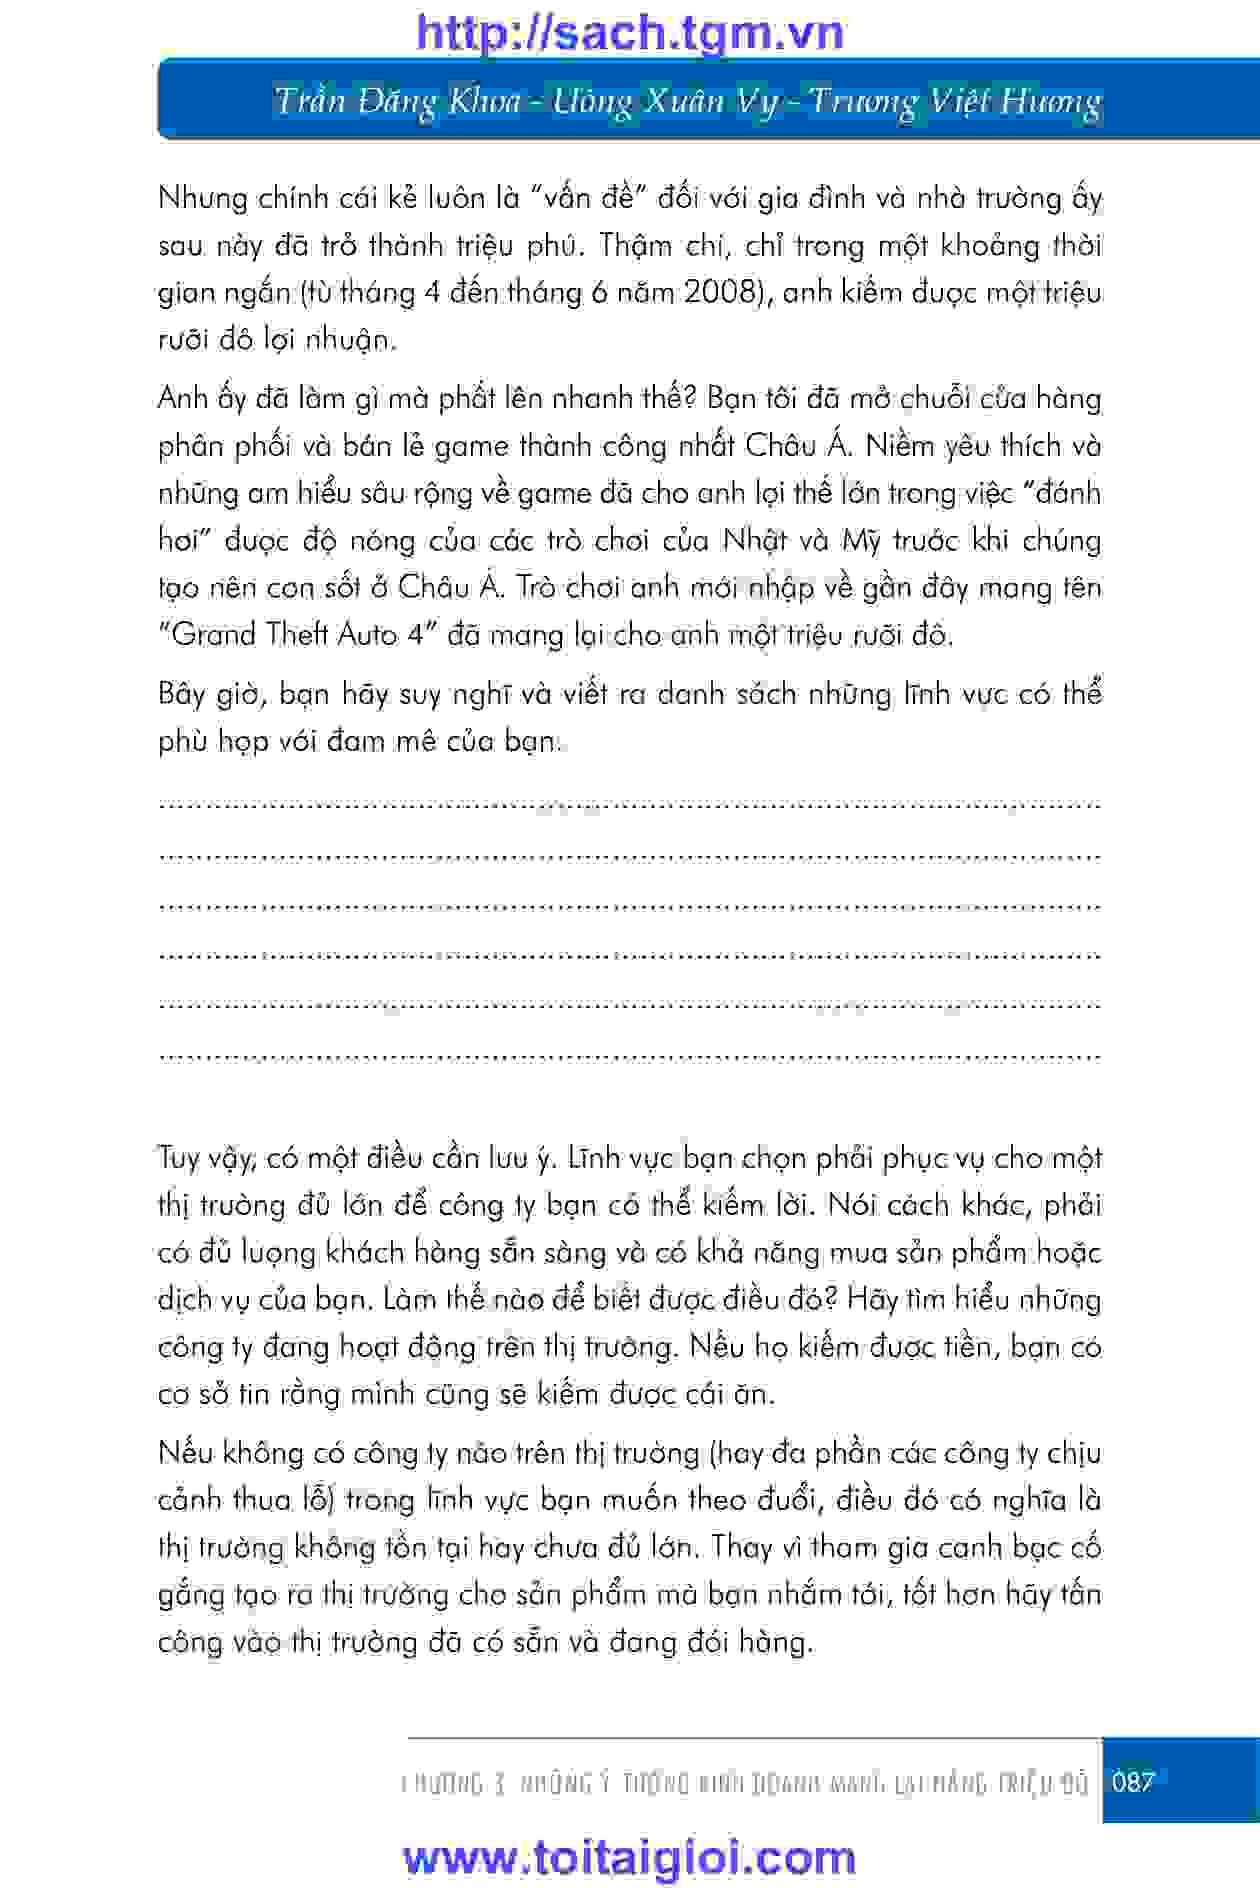 http://sach.tgm.vn
Trần Đăng Khoa - Uông Xuân Vy - Trương Việt Hương
Nhưng chính cái kẻ luôn là “vấn đề” đối với gia đình và nhà trường ấy
sau này đã trở thành triệu phú. Thậm chí, chỉ trong một khoảng thời
gian ngắn (từ tháng 4 đến tháng 6 năm 2008), anh kiếm được một triệu
rưỡi đô lợi nhuận.
Anh ấy đã làm gì mà phất lên nhanh thế? Bạn tôi đã mở chuỗi cửa hàng
phân phối và bán lẻ game thành công nhất Châu Á. Niềm yêu thích và
những am hiểu sâu rộng về game đã cho anh lợi thế lớn trong việc “đánh
hơi” được độ nóng của các trò chơi của Nhật và Mỹ trước khi chúng
tạo nên cơn sốt ở Châu Á. Trò chơi anh mới nhập về gần đây mang tên
“Grand Theft Auto 4” đã mang lại cho anh một triệu rưỡi đô.
Bây giờ, bạn hãy suy nghĩ và viết ra danh sách những lĩnh vực có thể
phù hợp với đam mê của bạn.
Tuy vậy, có một điều cần lưu ý. Lĩnh vực bạn chọn phải phục vụ cho một
thị trường đủ lớn để công ty bạn có thể kiếm lời. Nói cách khác, phải
có đủ lượng khách hàng sẵn sàng và có khả năng mua sản phẩm hoặc
dịch vụ của bạn. Làm thế nào để biết được điều đó? Hãy tìm hiểu những
công ty đang hoạt động trên thị trường. Nếu họ kiếm được tiền, bạn có
cơ sở tin rằng mình cũng sẽ kiếm được cái ăn.
Nếu không có công ty nào trên thị trường (hay đa phần các công ty chịu
cảnh thua lỗ) trong lĩnh vực bạn muốn theo đuổi, điều đó có nghĩa là
thị trường không tồn tại hay chưa đủ lớn. Thay vì tham gia canh bạc cố
gắng tạo ra thị trường cho sản phẩm mà bạn nhắm tới, tốt hơn hãy tấn
công vào thị trường đã có sẵn và đang đói hàng.
CHƯƠNG 3: NHỮNG Ý TƯỞNG KINH DOANH MANG LẠI HÀNG TRIỆU ĐÔ 087
www.toitaigioi.com